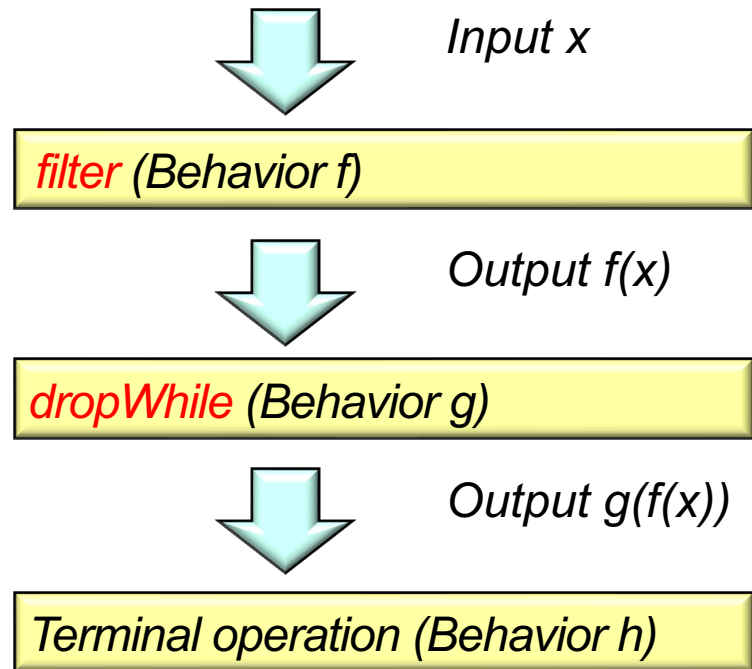 Input x
filter (Behavior f)
Output f(x)
dropWhile (Behavior g)
Output g(f(x))
Terminal operation (Behavior h)